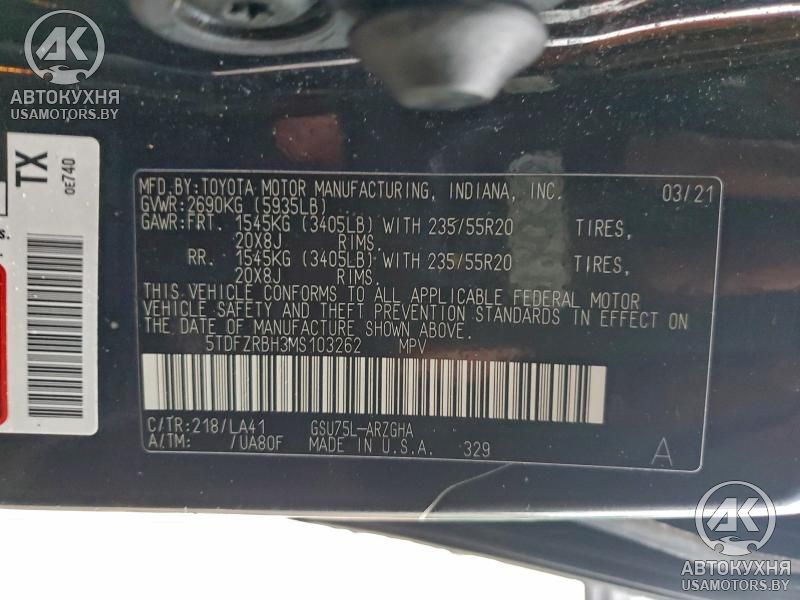 AK
АВТОКУХНЯ
USAMOTORS.BY
TX
0E740
s.
MFD.BY:TOYOTA MOTOR MANUFACTURING, INDIANA, INC. 03/21
GVWR:2690KG (5935LB)
GAWR:FRT. 1545KG (3405LB) WITH 235/55R20 TIRES,
20X8J RIMS.
RR. 1545KG (3405LB) WITH 235/55R20 TIRES,
20X8J RIMS.
THIS VEHICLE CONFORMS TO ALL APPLICABLE FEDERAL MOTOR
VEHICLE SAFETY AND THEFT PREVENTION STANDARDS IN EFFECT ON
THE DATE OF MANUFACTURE SHOWN ABOVE.
5TDFZRBH3MS103262 MPV
C/TR:218/LA41 GSU75L-ARZGHA
A/TM: /UA80F MADE IN U.S.A. 329 A
AK
АВТОКУХНЯ
USAMOTORS.BY